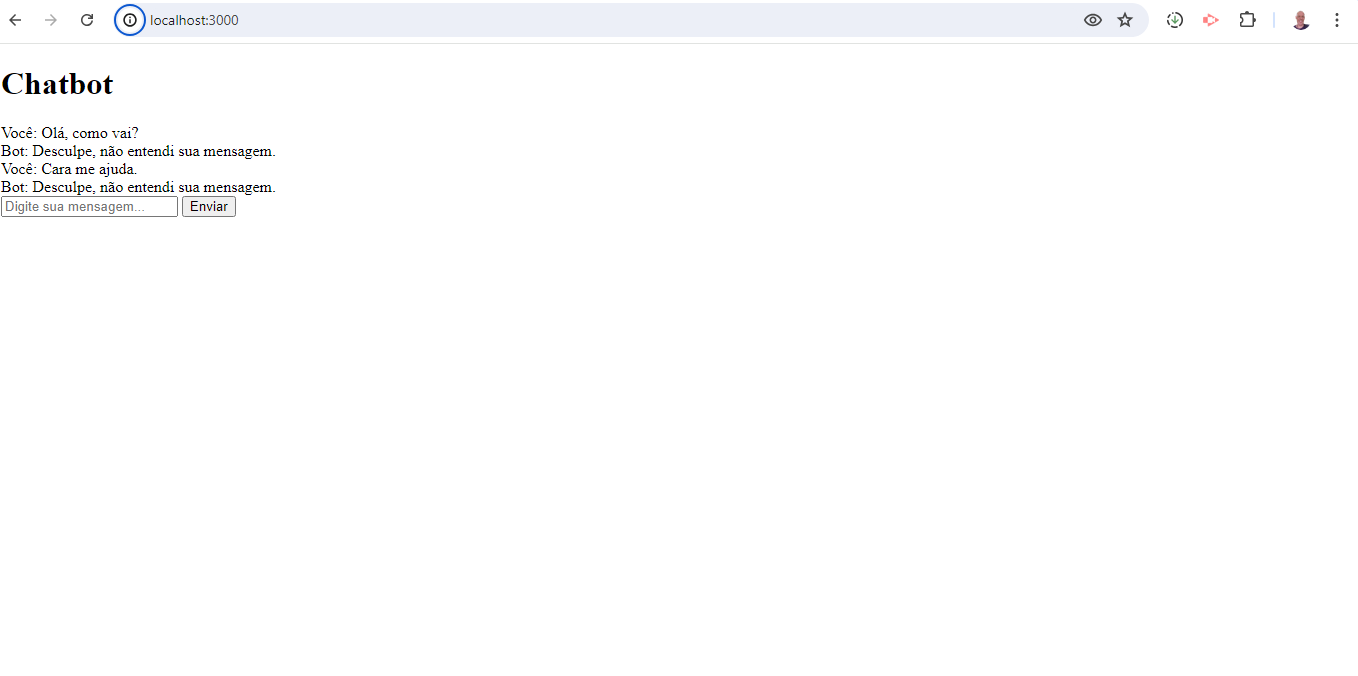 localhost:3000
Chatbot
Você: Olá, como vai?
Bot: Desculpe, não entendi sua mensagem.
Você: Cara me ajuda.
Bot: Desculpe, não entendi sua mensagem.
Digite sua mensagem... Enviar